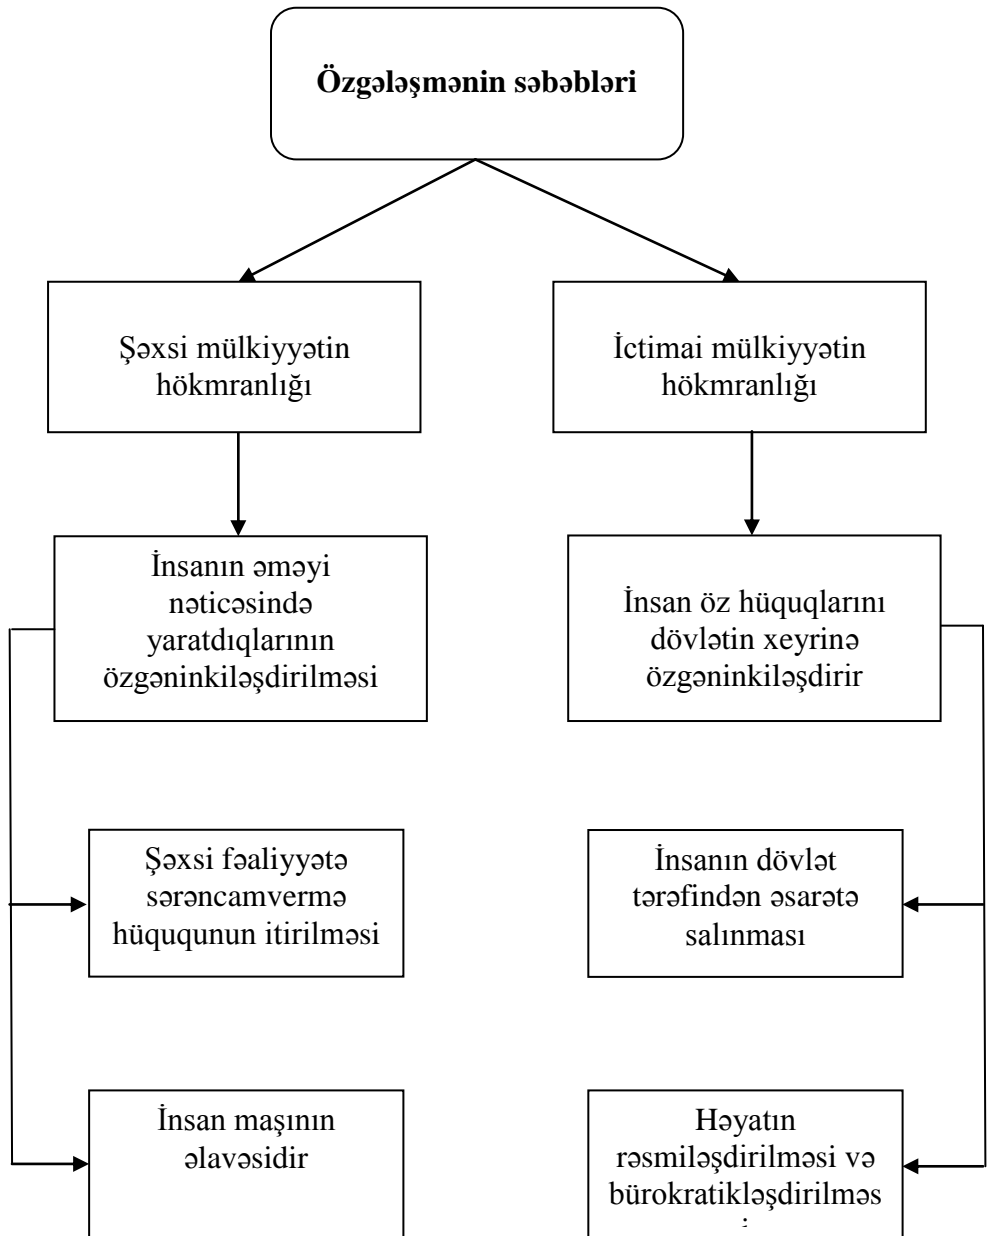 Özgələşmənin səbəbləri
Şəxsi mülkiyyətin
hökmranlığı
İctimai mülkiyyətin
hökmranlığı
İnsanın əməyi
nəticəsində
yaratdıqlarının
özgəninkiləşdirilməsi
İnsan öz hüquqlarını
dövlətin xeyrinə
özgəninkiləşdirir
Şəxsi fəaliyyətə
sərəncamvermə
hüququnun itirilməsi
İnsanın dövlət
tərəfindən əsarətə
salınması
İnsan maşının
əlavəsidir
Həyatın
rəsmiləşdirilməsi və
bürokratikləşdirilməs
i